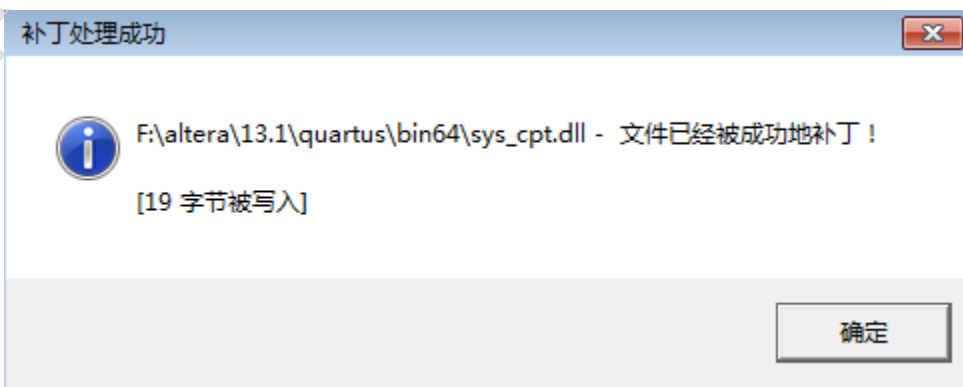 补丁处理成功
F:\altera\13.1\quartus\bin64\sys_cpt.dll - 文件已经被成功地补丁！
[19 字节被写入]
确定